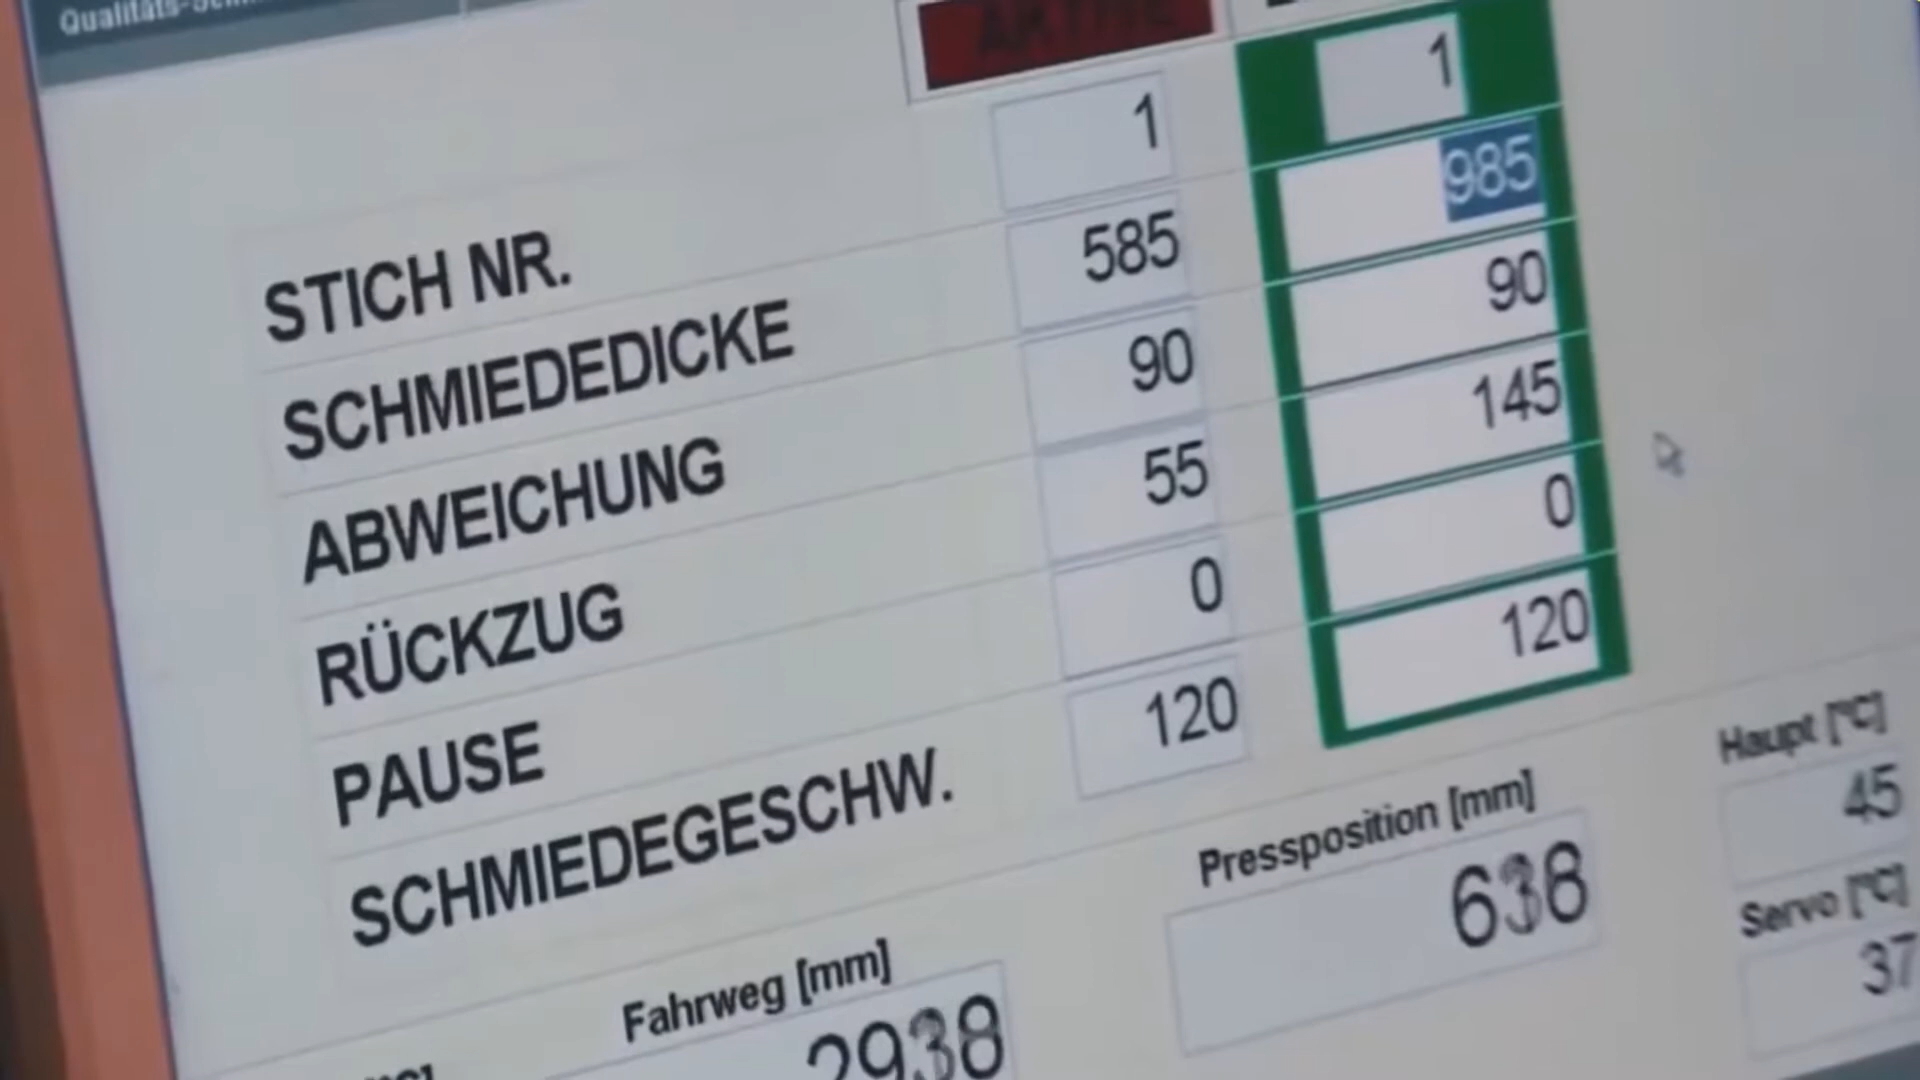 STICH NR. 1 1
SCHMIEDEDICKE 585 985
ABWEICHUNG 90 90
RÜCKZUG 55 145
PAUSE 0 0
SCHMIEDEGESCHW. 120 120
Fahrweg [mm] Pressposition [mm] Haupt [°C]
2938 638 45
Servo [°C]
37